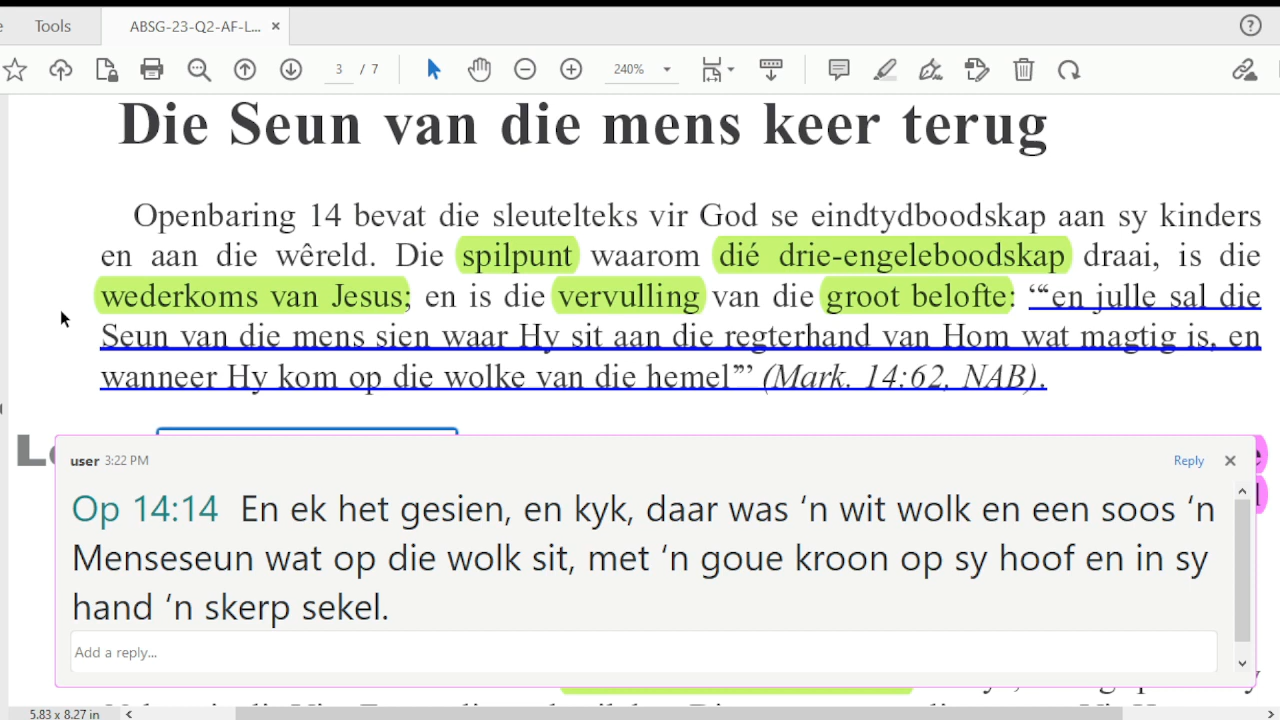 Tools
ABSG-23-Q2-AF-L... ×
3 / 7
240%
Die Seun van die mens keer terug
Openbaring 14 bevat die sleutelteks vir God se eindtydboodskap aan sy kinders
en aan die wêreld. Die spilpunt waarom dié drie-engeleboodskap draai, is die
wederkoms van Jesus; en is die vervulling van die groot belofte: ‘“en julle sal die
Seun van die mens sien waar Hy sit aan die regterhand van Hom wat magtig is, en
wanneer Hy kom op die wolke van die hemel”’ (Mark. 14:62, NAB).
user 3:22 PM
Reply
Op 14:14 En ek het gesien, en kyk, daar was ‘n wit wolk en een soos ‘n
Menseseun wat op die wolk sit, met ‘n goue kroon op sy hoof en in sy
hand ‘n skerp sekel.
Add a reply...
5.83 x 8.27 in